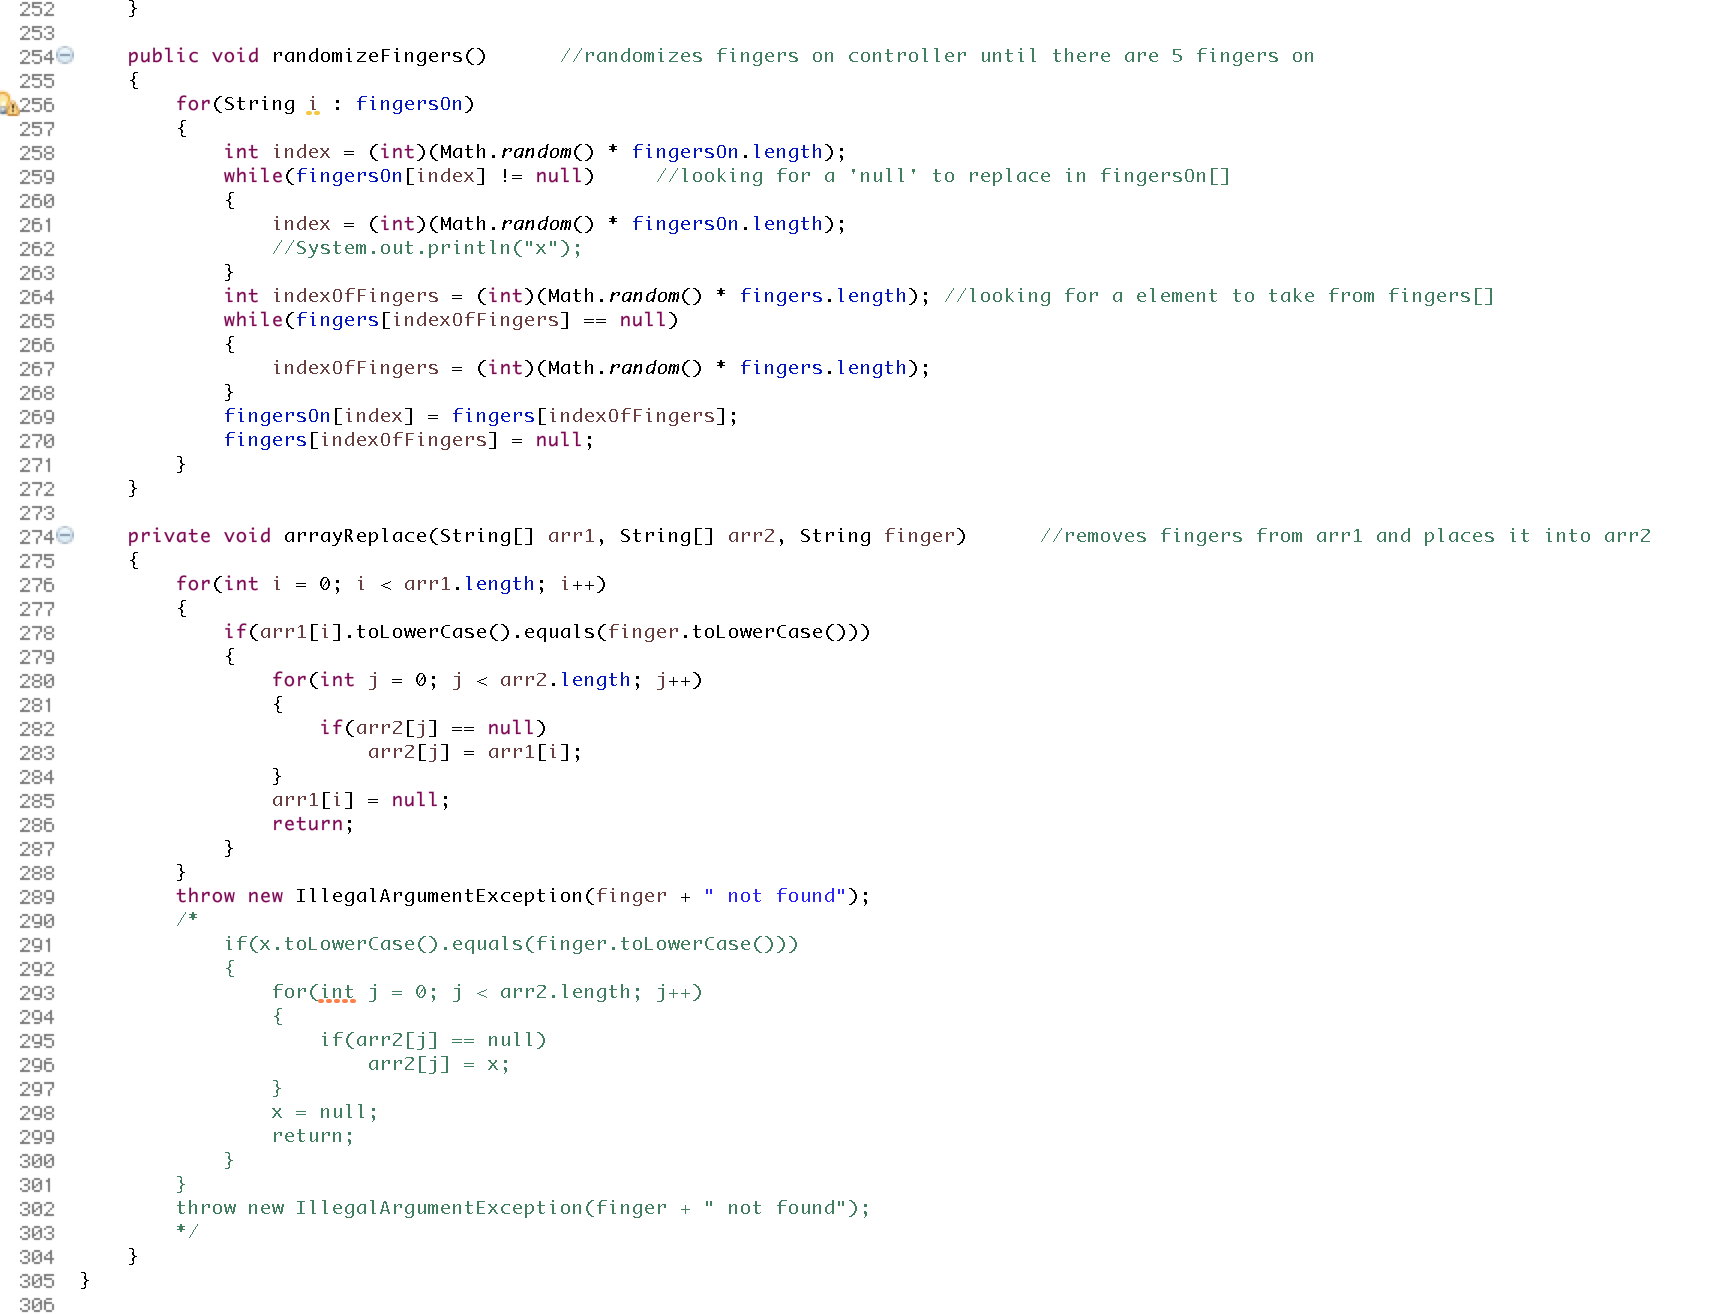 252 }
253
254 public void randomizeFingers() //randomizes fingers on controller until there are 5 fingers on
255 {
256 for(String i : fingersOn)
257 {
258 int index = (int)(Math.random() * fingersOn.length);
259 while(fingersOn[index] != null) //looking for a 'null' to replace in fingersOn[]
260 {
261 index = (int)(Math.random() * fingersOn.length);
262 //System.out.println("x");
263 }
264 int indexOfFingers = (int)(Math.random() * fingers.length); //looking for a element to take from fingers[]
265 while(fingers[indexOfFingers] == null)
266 {
267 indexOfFingers = (int)(Math.random() * fingers.length);
268 }
269 fingersOn[index] = fingers[indexOfFingers];
270 fingers[indexOfFingers] = null;
271 }
272 }
273
274 private void arrayReplace(String[] arr1, String[] arr2, String finger) //removes fingers from arr1 and places it into arr2
275 {
276 for(int i = 0; i < arr1.length; i++)
277 {
278 if(arr1[i].toLowerCase().equals(finger.toLowerCase()))
279 {
280 for(int j = 0; j < arr2.length; j++)
281 {
282 if(arr2[j] == null)
283 arr2[j] = arr1[i];
284 }
285 arr1[i] = null;
286 return;
287 }
288 }
289 throw new IllegalArgumentException(finger + " not found");
290 /*
291 if(x.toLowerCase().equals(finger.toLowerCase()))
292 {
293 for(int j = 0; j < arr2.length; j++)
294 {
295 if(arr2[j] == null)
296 arr2[j] = x;
297 }
298 x = null;
299 return;
300 }
301 }
302 throw new IllegalArgumentException(finger + " not found");
303 */
304 }
305 }
306